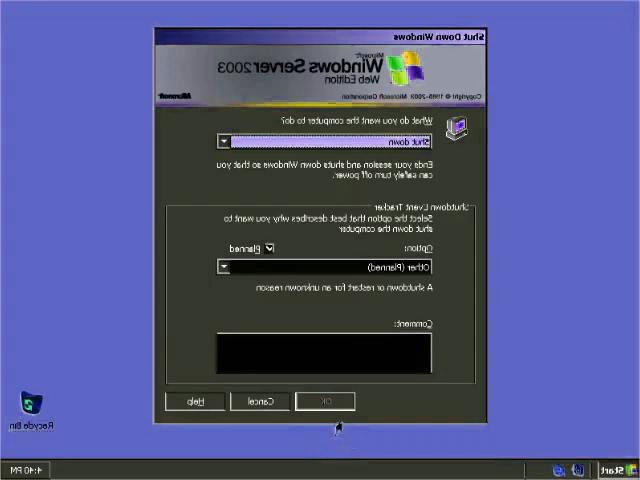 Shut Down Windows
Microsoft
Windows Server 2003
Web Edition
Copyright © 1985-2003 Microsoft Corporation
Microsoft
What do you want the computer to do?
Shut down
Ends your session and shuts down Windows so that you
can safely turn off power.
Shutdown Event Tracker
Select the option that best describes why you want to
shut down the computer
Option:
Planned
Other (Planned)
A shutdown or restart for an unknown reason
Comment:
OK
Cancel
Help
Recycle Bin
Start
4:40 PM